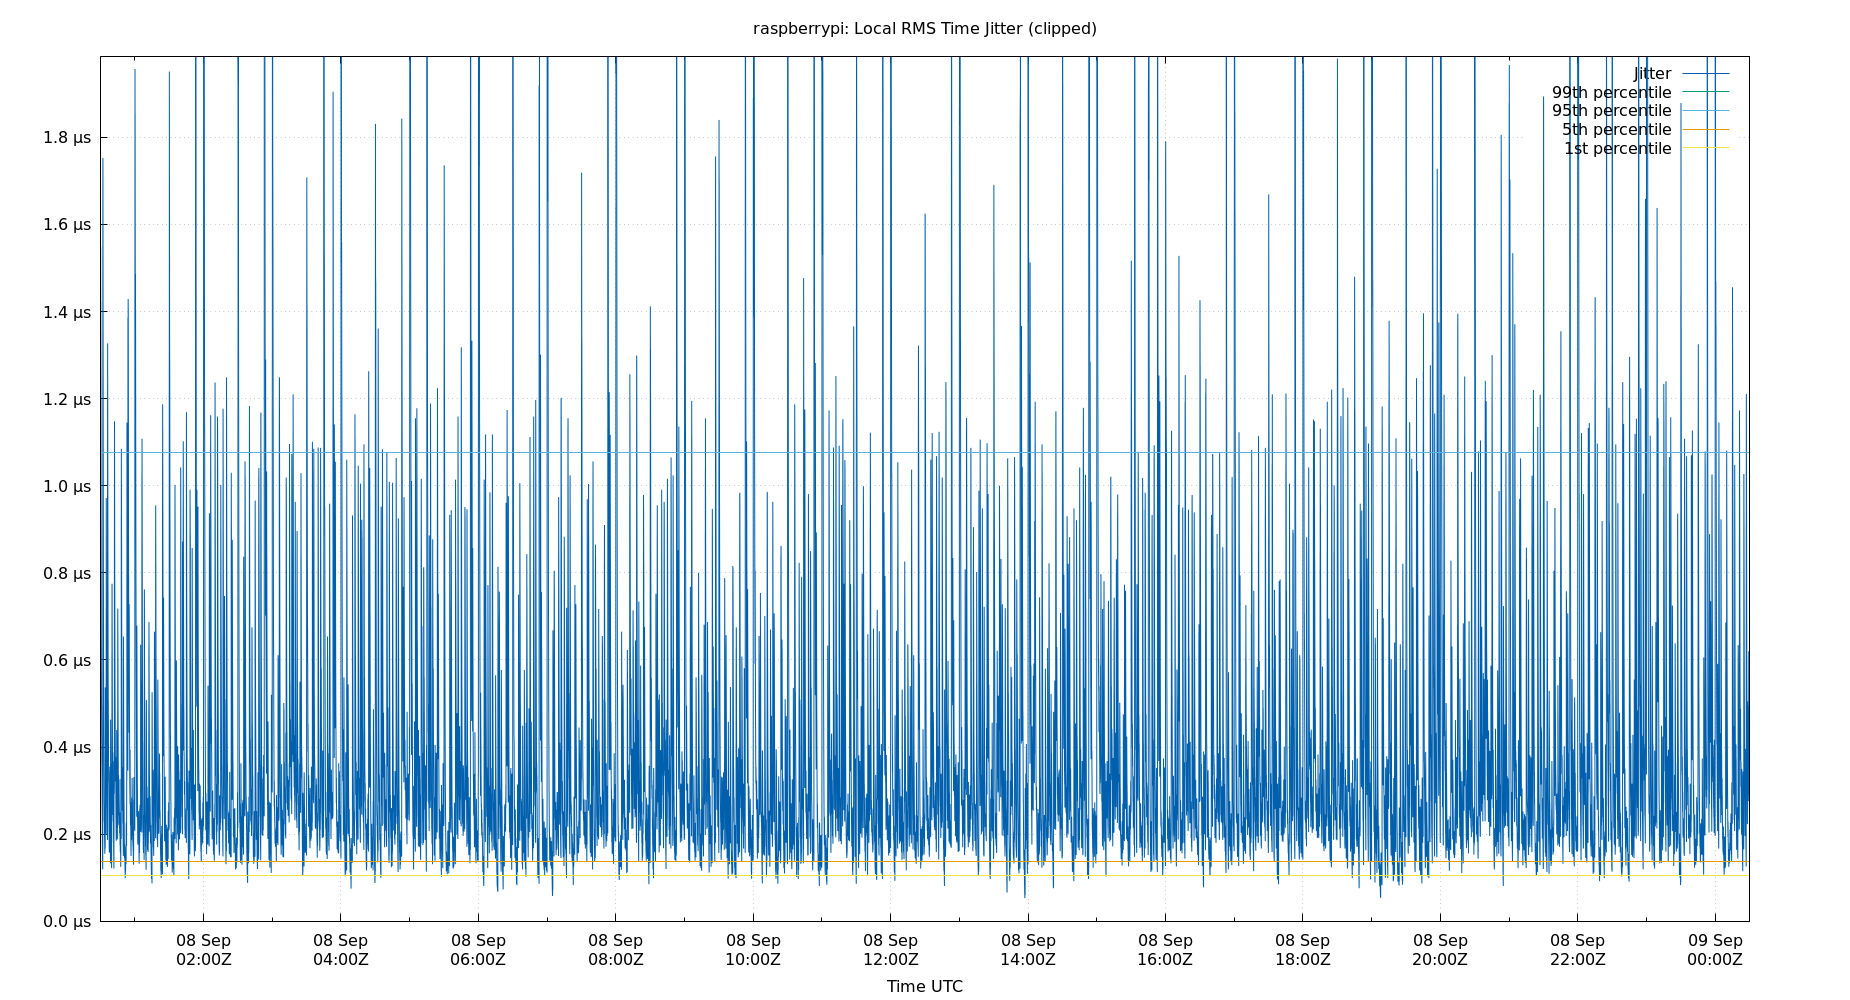 raspberrypi: Local RMS Time Jitter (clipped)
Jitter
99th percentile
95th percentile
5th percentile
1st percentile
1.8 µs
1.6 µs
1.4 µs
1.2 µs
1.0 µs
0.8 µs
0.6 µs
0.4 µs
0.2 µs
0.0 µs
08 Sep 08 Sep 08 Sep 08 Sep 08 Sep 08 Sep 08 Sep 08 Sep 08 Sep 08 Sep 08 Sep 09 Sep
02:00Z 04:00Z 06:00Z 08:00Z 10:00Z 12:00Z 14:00Z 16:00Z 18:00Z 20:00Z 22:00Z 00:00Z
Time UTC